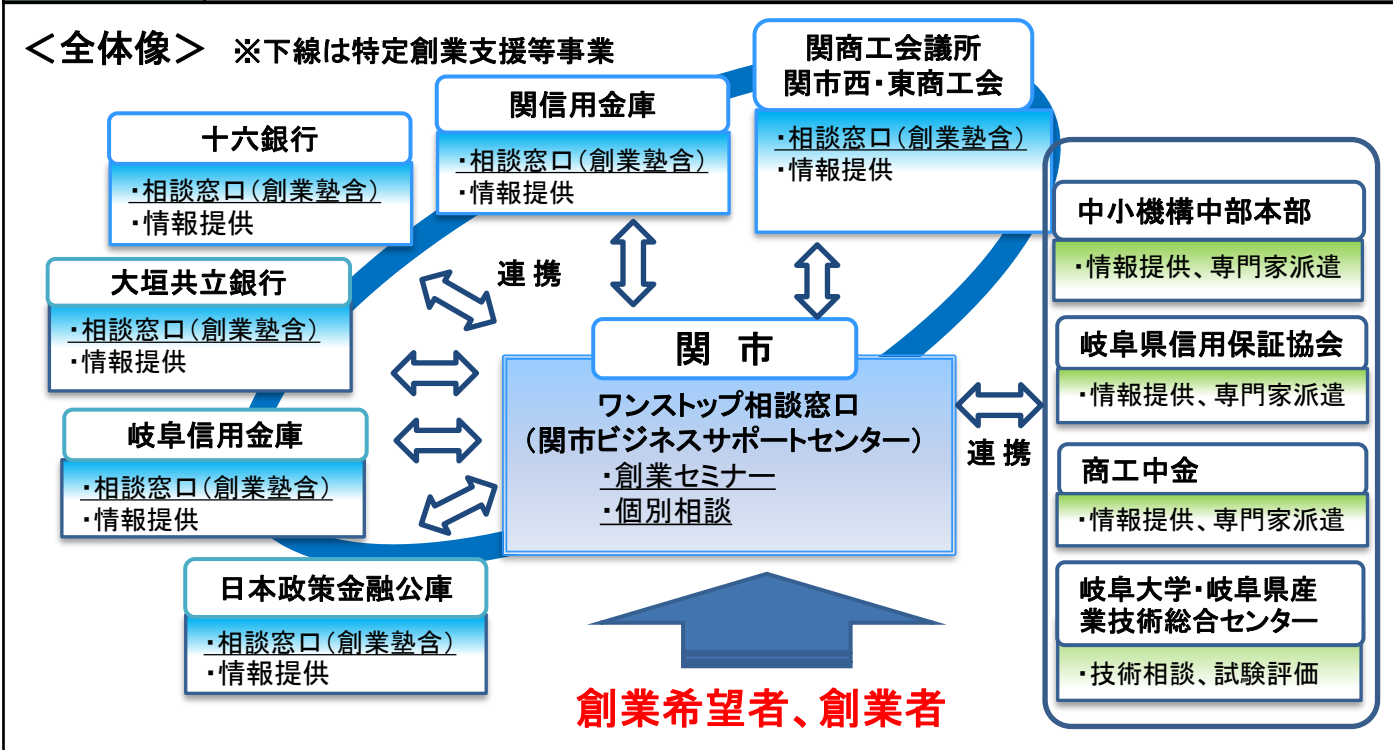 ＜全体像＞ ※下線は特定創業支援等事業
関商工会議所
関市西・東商工会
・相談窓口（創業塾含）
・情報提供
関信用金庫
・相談窓口（創業塾含）
・情報提供
十六銀行
・相談窓口（創業塾含）
・情報提供
大垣共立銀行
・相談窓口（創業塾含）
・情報提供
岐阜信用金庫
・相談窓口（創業塾含）
・情報提供
日本政策金融公庫
・相談窓口（創業塾含）
・情報提供
連 携
関 市
ワンストップ相談窓口
（関市ビジネスサポートセンター）
・創業セミナー
・個別相談
連 携
中小機構中部本部
・情報提供、専門家派遣
岐阜県信用保証協会
・情報提供、専門家派遣
商工中金
・情報提供、専門家派遣
岐阜大学・岐阜県産
業技術総合センター
・技術相談、試験評価
創業希望者、創業者